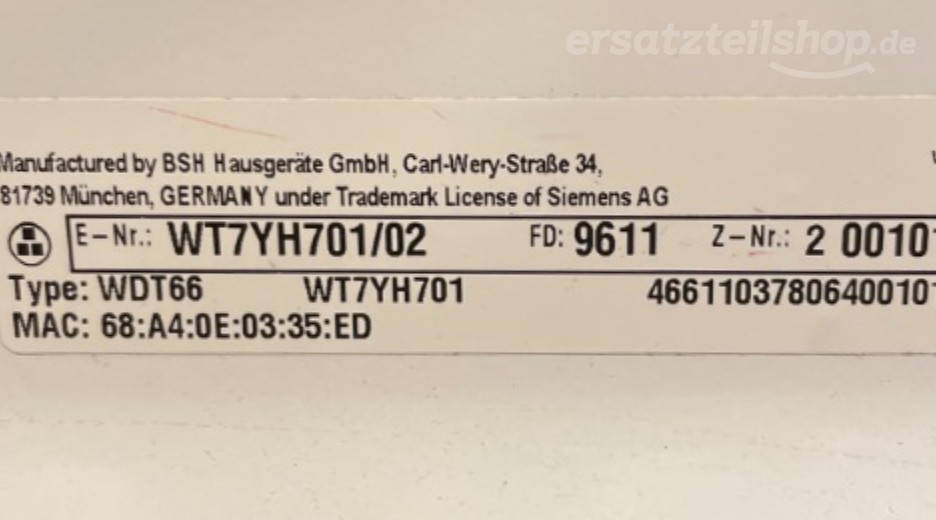 ersatzteilshop.de
Manufactured by BSH Hausgeräte GmbH, Carl-Wery-Straße 34,
81739 München, GERMANY under Trademark License of Siemens AG
E-Nr.: WT7YH701/02 FD: 9611 Z-Nr.: 2 0010
Type: WDT66 WT7YH701 4661103780640010
MAC: 68:A4:0E:03:35:ED